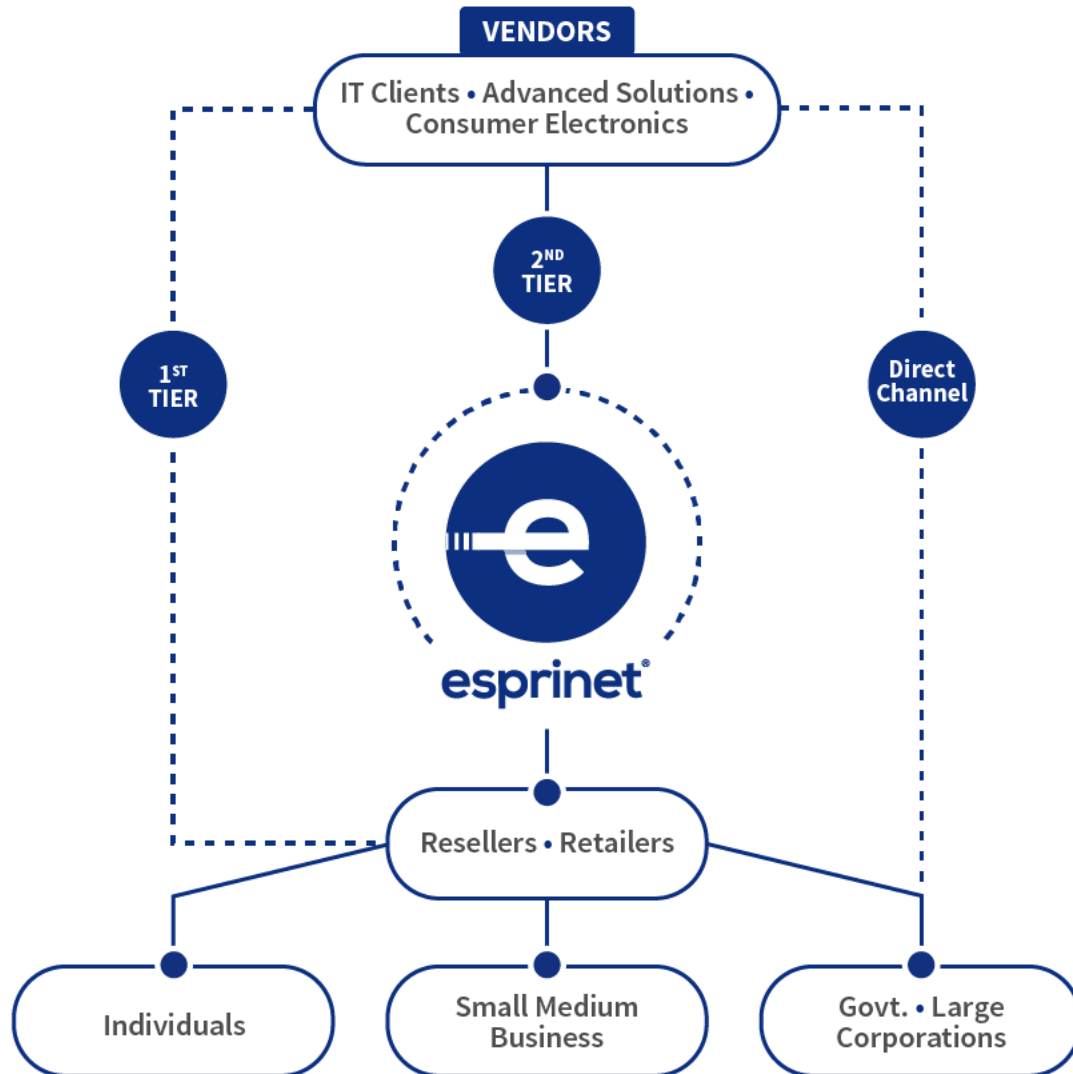 VENDORS
IT Clients • Advanced Solutions •
Consumer Electronics
2ND
TIER
1ST
TIER
Direct
Channel
e
esprinet®
Resellers • Retailers
Individuals
Small Medium
Business
Govt. • Large
Corporations